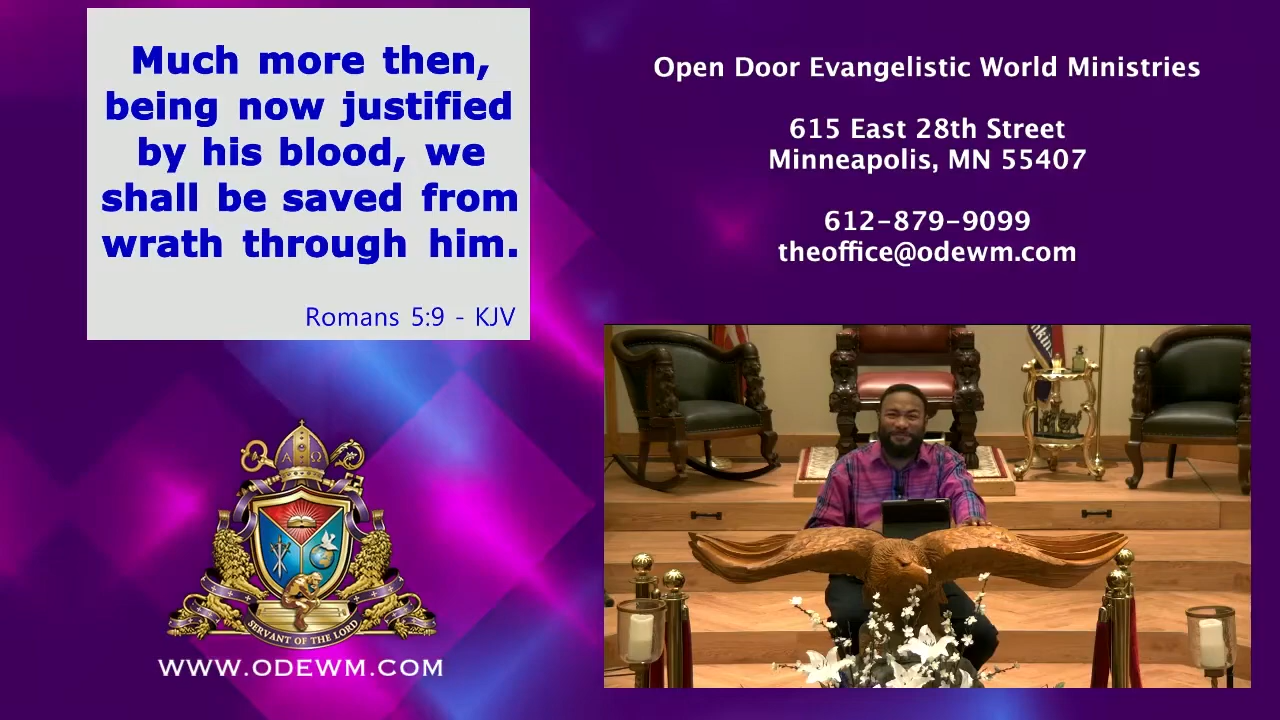 Much more then,
being now justified
by his blood, we
shall be saved from
wrath through him.
Romans 5:9 - KJV
Open Door Evangelistic World Ministries
615 East 28th Street
Minneapolis, MN 55407
612-879-9099
theoffice@odewm.com
Α Ω
SERVANT OF THE LORD
WWW.ODEWM.COM